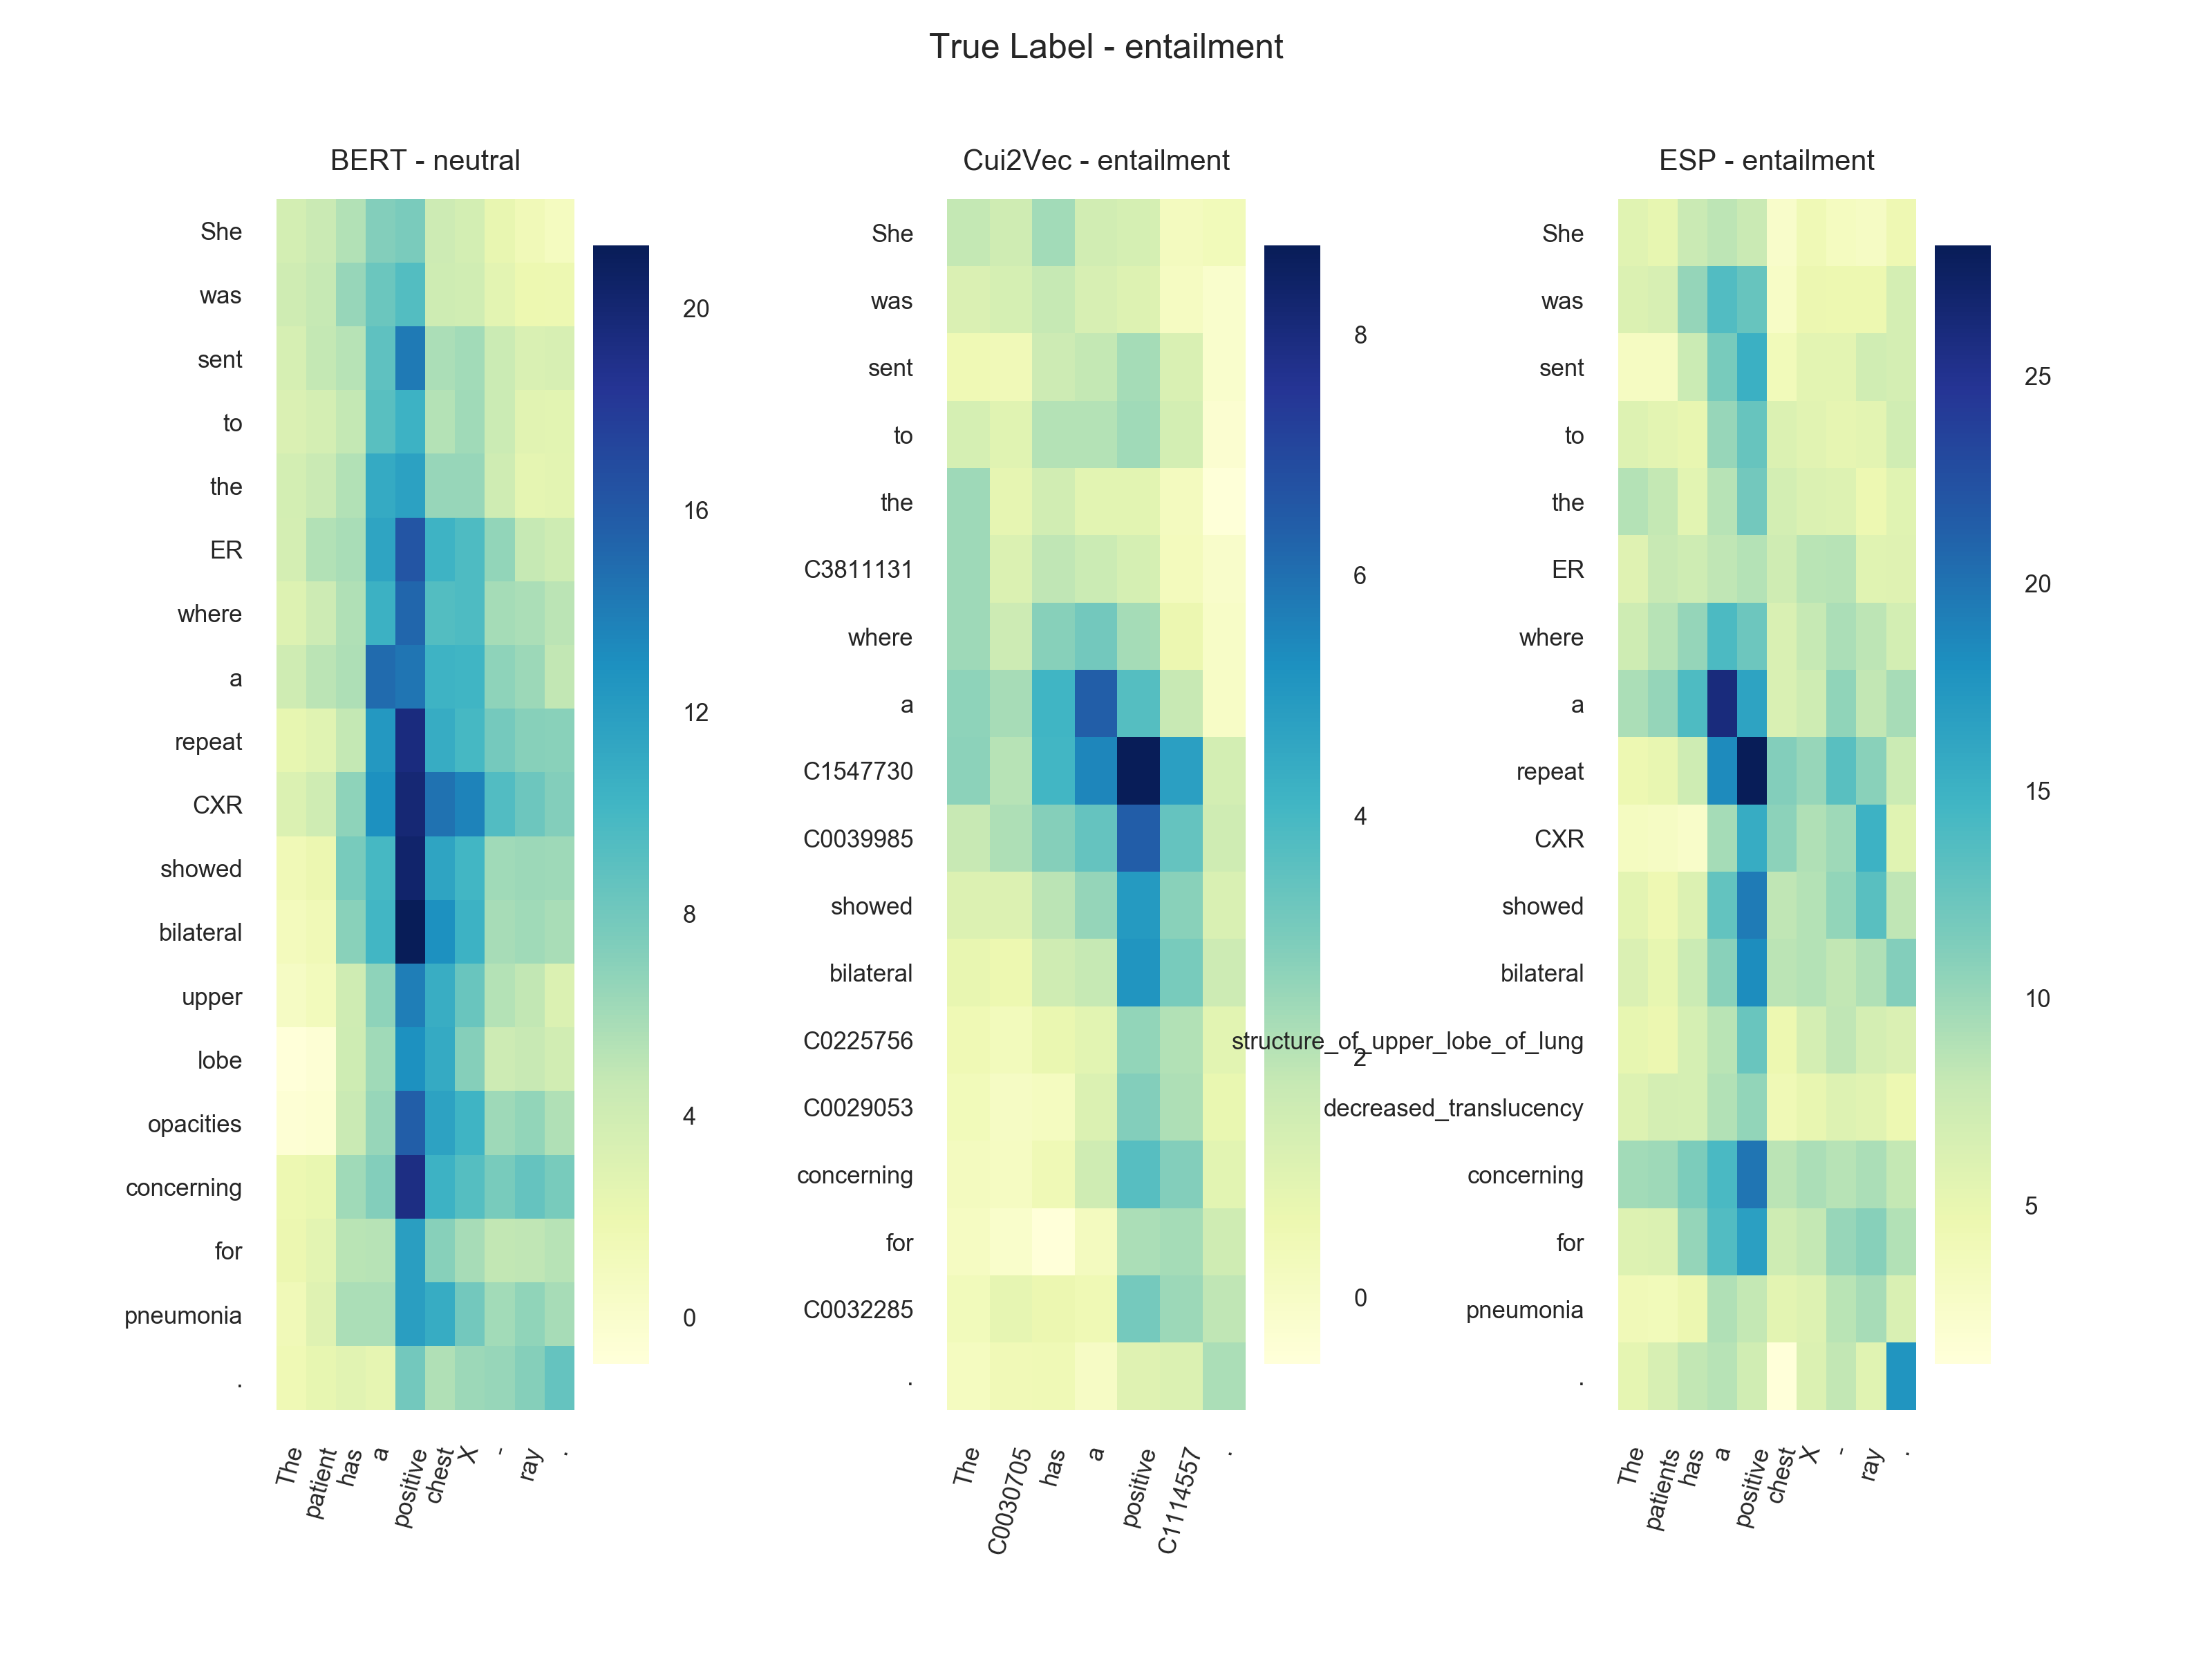 True Label - entailment
BERT - neutral
She
was
sent
to
the
ER
where
a
repeat
CXR
showed
bilateral
upper
lobe
opacities
concerning
for
pneumonia
.
The
patient
has
a
positive
chest
X
-
ray
.
20
16
12
8
4
0
Cui2Vec - entailment
She
was
sent
to
the
C3811131
where
a
C1547730
C0039985
showed
bilateral
C0225756
C0029053
concerning
for
C0032285
.
The
C0030705
has
a
positive
C1114557
.
8
6
4
2
0
ESP - entailment
She
was
sent
to
the
ER
where
a
repeat
CXR
showed
bilateral
structure_of_upper_lobe_of_lung
decreased_translucency
concerning
for
pneumonia
.
The
patients
has
a
positive
chest
X
-
ray
.
25
20
15
10
5